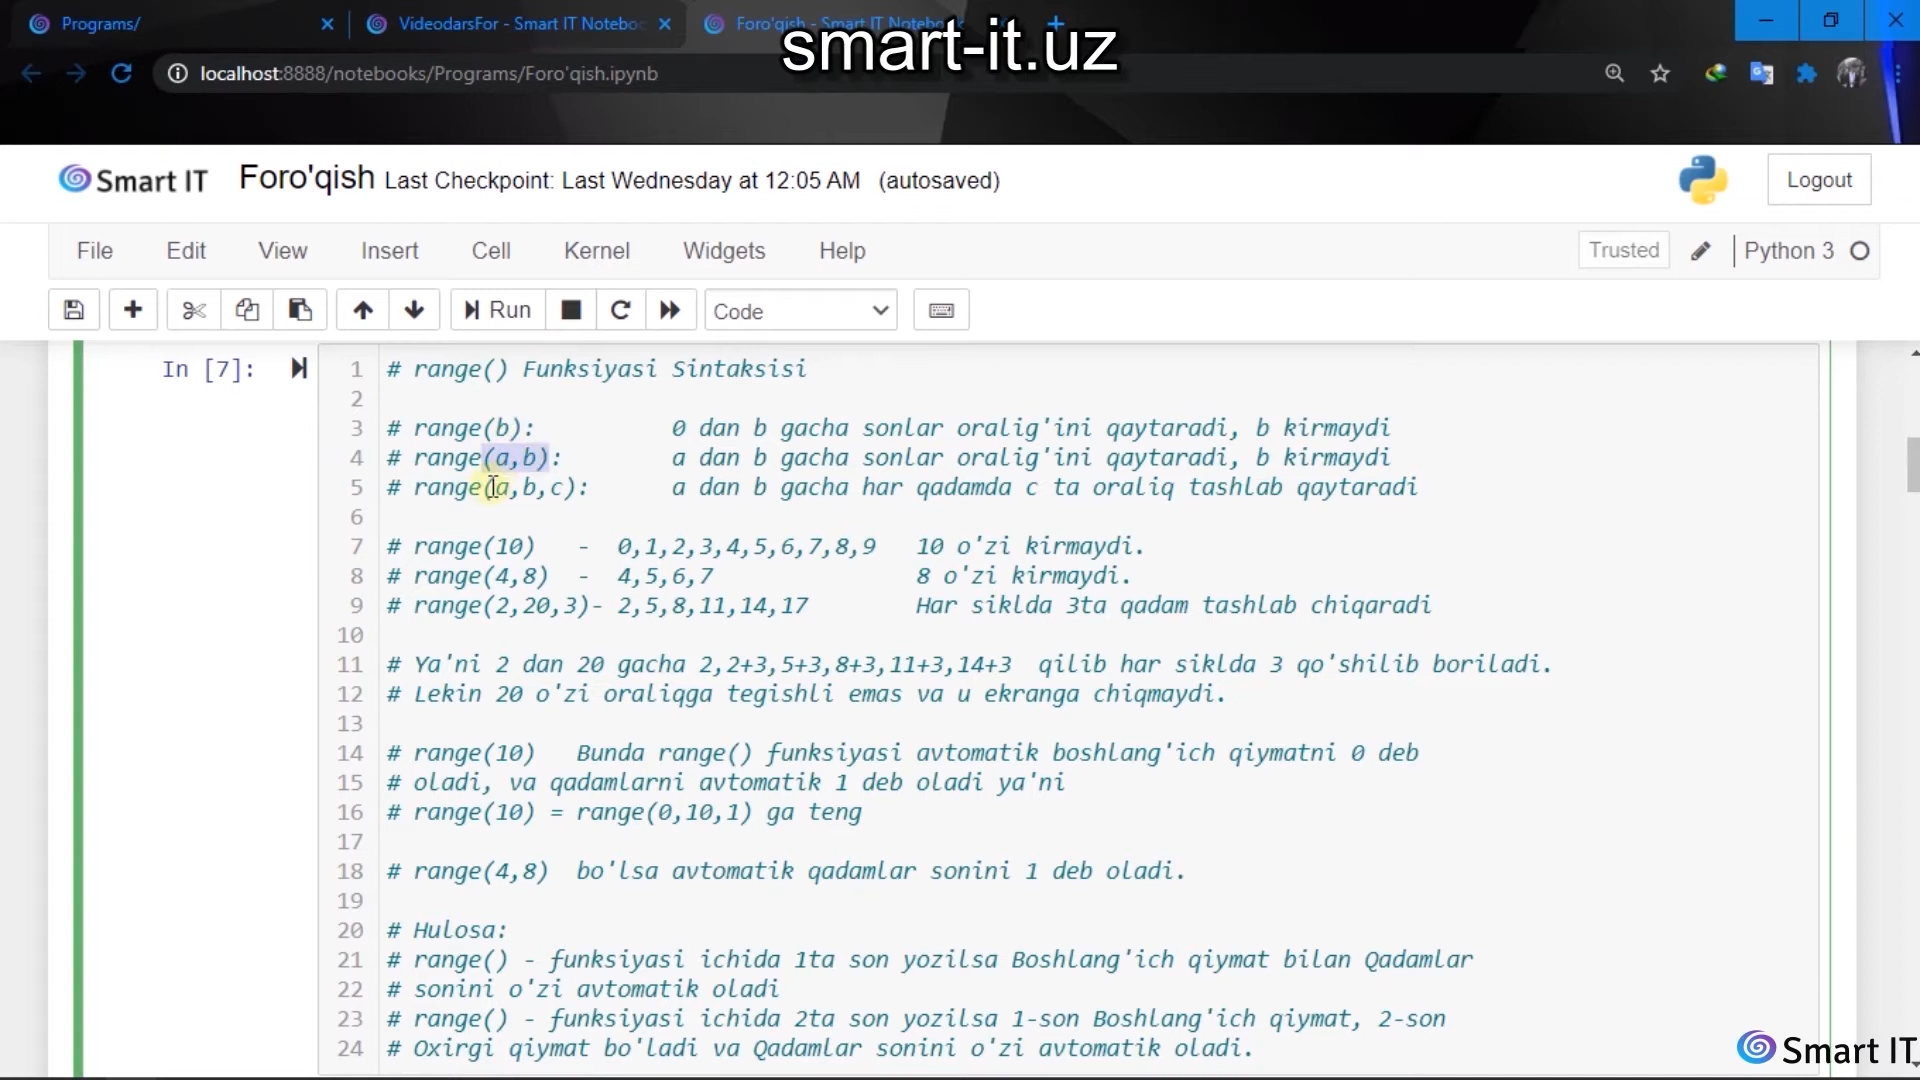 Programs/
VideodarsFor - Smart IT Notebo
Foro'qish - Smart IT Notebo
smart-it.uz
localhost:8888/notebooks/Programs/Foro'qish.ipynb
Smart IT
Foro'qish Last Checkpoint: Last Wednesday at 12:05 AM (autosaved)
Logout
File Edit View Insert Cell Kernel Widgets Help
Trusted
Python 3
Run
Code
In [7]:
1 # range() Funksiyasi Sintaksisi
2
3 # range(b): 0 dan b gacha sonlar oralig'ini qaytaradi, b kirmaydi
4 # range(a,b): a dan b gacha sonlar oralig'ini qaytaradi, b kirmaydi
5 # range(a,b,c): a dan b gacha har qadamda c ta oraliq tashlab qaytaradi
6
7 # range(10) - 0,1,2,3,4,5,6,7,8,9 10 o'zi kirmaydi.
8 # range(4,8) - 4,5,6,7 8 o'zi kirmaydi.
9 # range(2,20,3)- 2,5,8,11,14,17 Har siklda 3ta qadam tashlab chiqaradi
10
11 # Ya'ni 2 dan 20 gacha 2,2+3,5+3,8+3,11+3,14+3 qilib har siklda 3 qo'shilib boriladi.
12 # Lekin 20 o'zi oraliqga tegishli emas va u ekranga chiqmaydi.
13
14 # range(10) Bunda range() funksiyasi avtomatik boshlang'ich qiymatni 0 deb
15 # oladi, va qadamlarni avtomatik 1 deb oladi ya'ni
16 # range(10) = range(0,10,1) ga teng
17
18 # range(4,8) bo'lsa avtomatik qadamlar sonini 1 deb oladi.
19
20 # Hulosa:
21 # range() - funksiyasi ichida 1ta son yozilsa Boshlang'ich qiymat bilan Qadamlar
22 # sonini o'zi avtomatik oladi
23 # range() - funksiyasi ichida 2ta son yozilsa 1-son Boshlang'ich qiymat, 2-son
24 # Oxirgi qiymat bo'ladi va Qadamlar sonini o'zi avtomatik oladi.
Smart IT